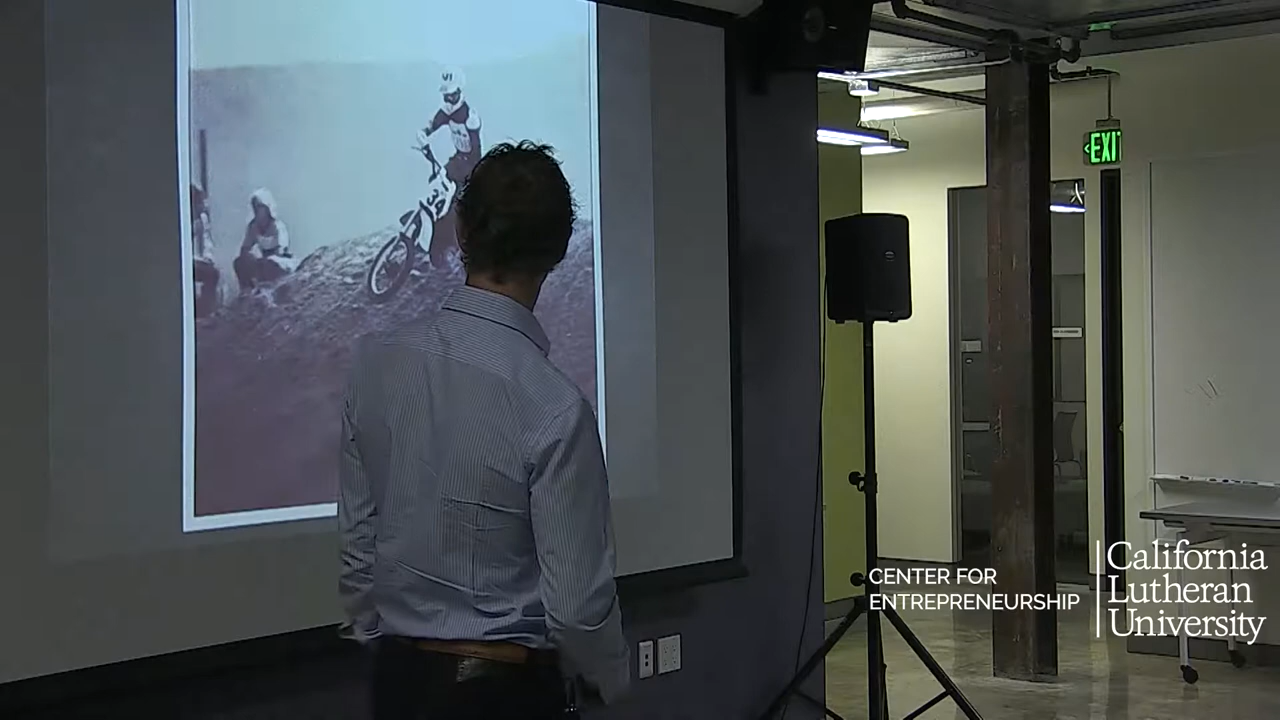 EXIT
CENTER FOR
ENTREPRENEURSHIP
California
Lutheran
University